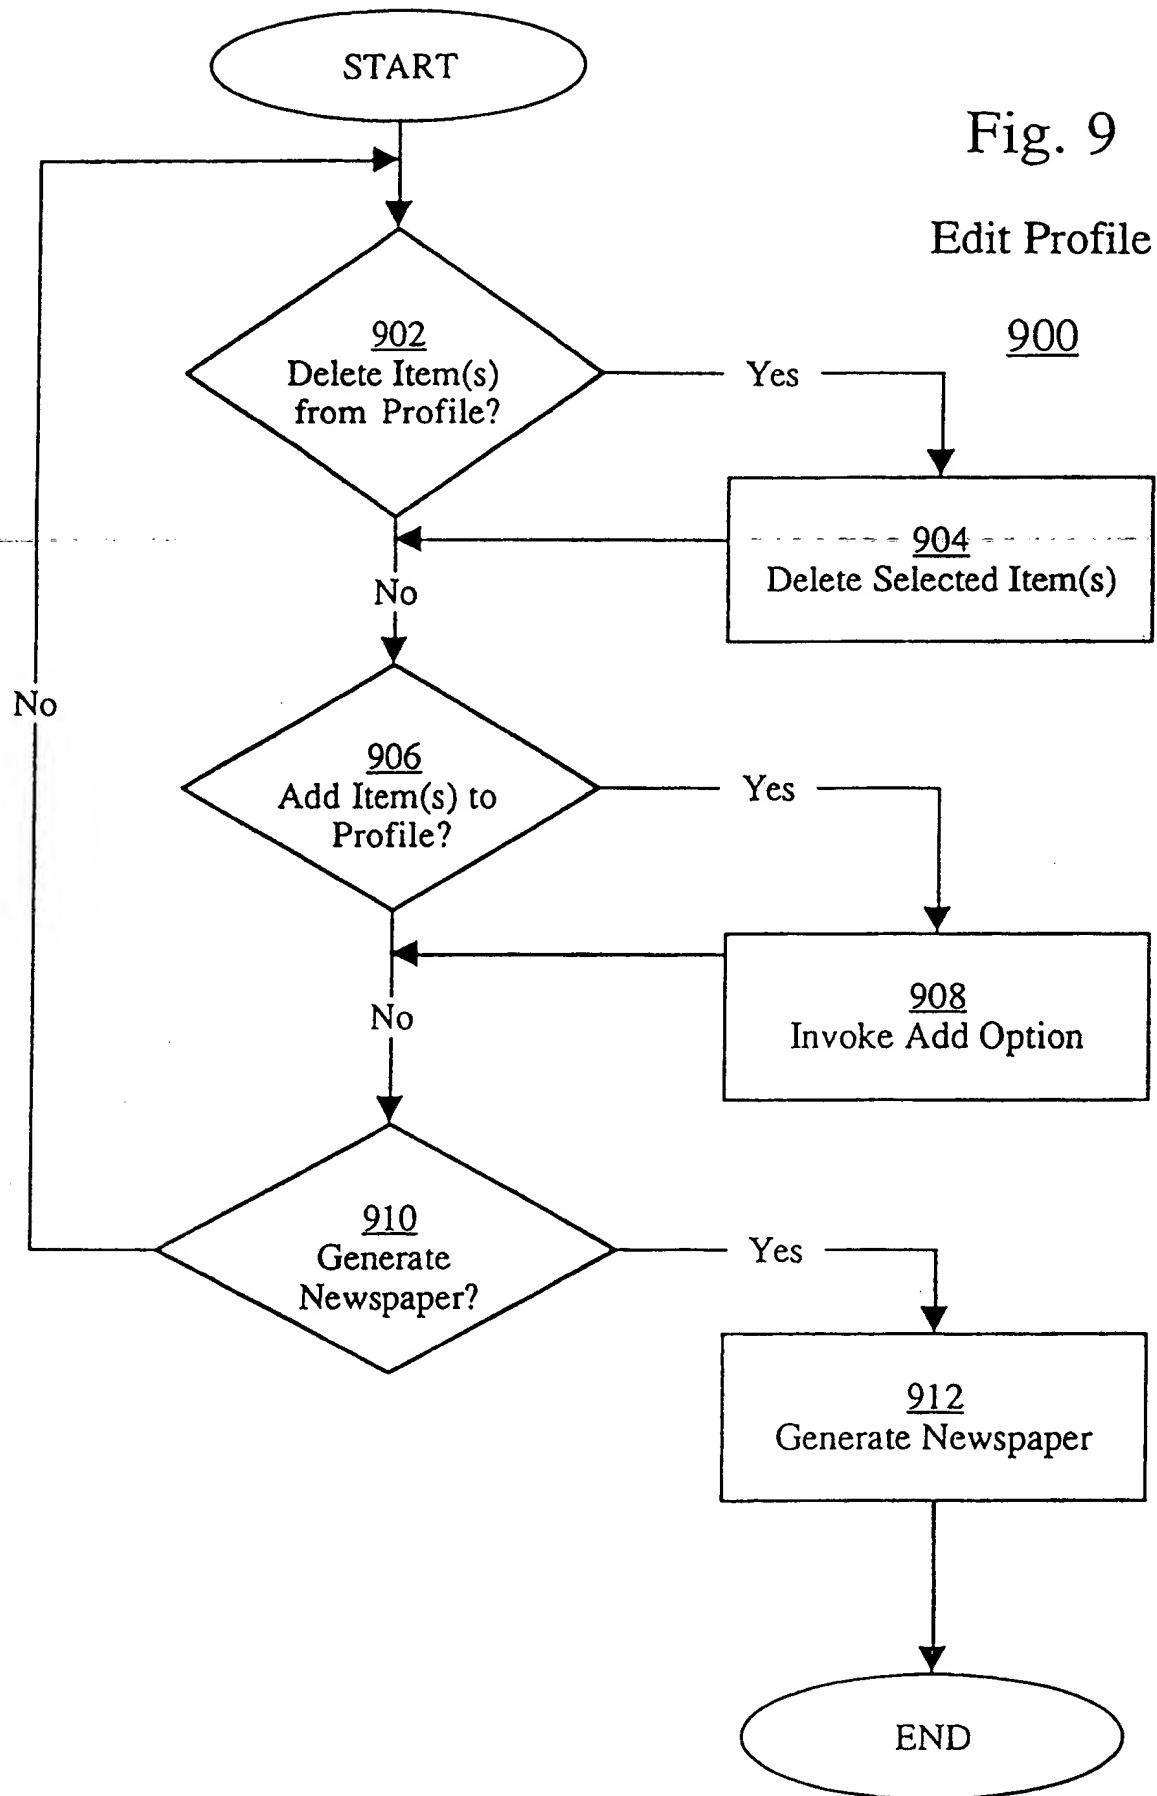 START
Fig. 9
Edit Profile
900
902
Delete Item(s)
from Profile?
Yes
904
Delete Selected Item(s)
No
No
906
Add Item(s) to
Profile?
Yes
908
Invoke Add Option
No
910
Generate
Newspaper?
Yes
912
Generate Newspaper
END